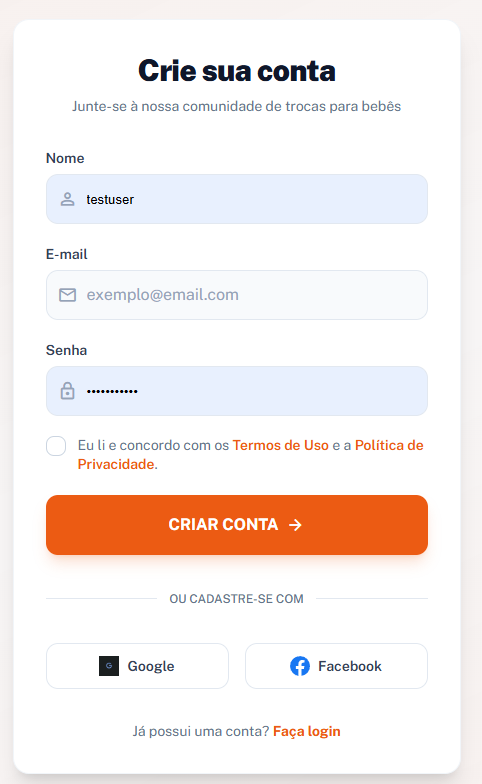 Crie sua conta
Junte-se à nossa comunidade de trocas para bebês
Nome
testuser
E-mail
exemplo@email.com
Senha
•••••••••••
Eu li e concordo com os Termos de Uso e a Política de
Privacidade.
CRIAR CONTA →
OU CADASTRE-SE COM
G Google
Facebook
Já possui uma conta? Faça login